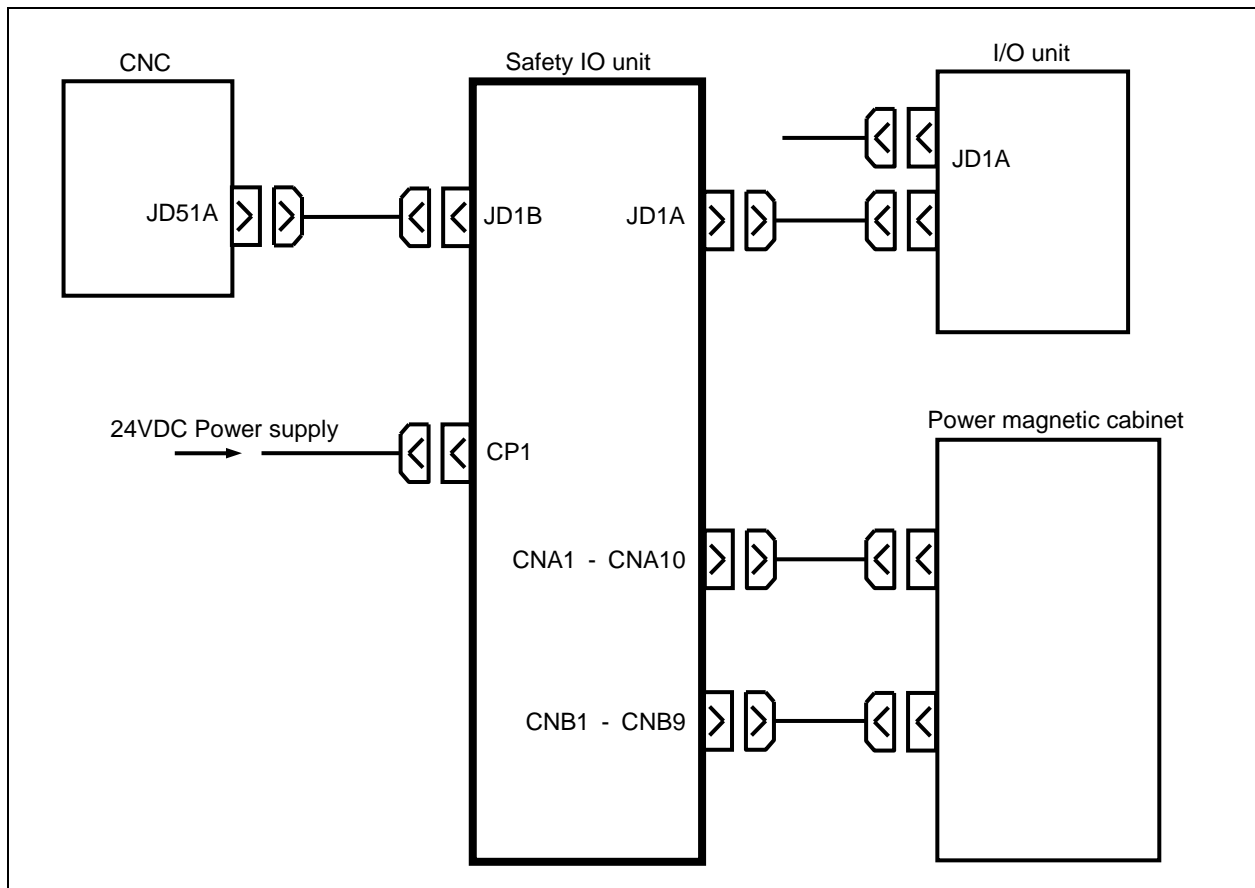 CNC
Safety IO unit
I/O unit
JD1A
JD51A
JD1B
JD1A
24VDC Power supply
CP1
Power magnetic cabinet
CNA1 - CNA10
CNB1 - CNB9